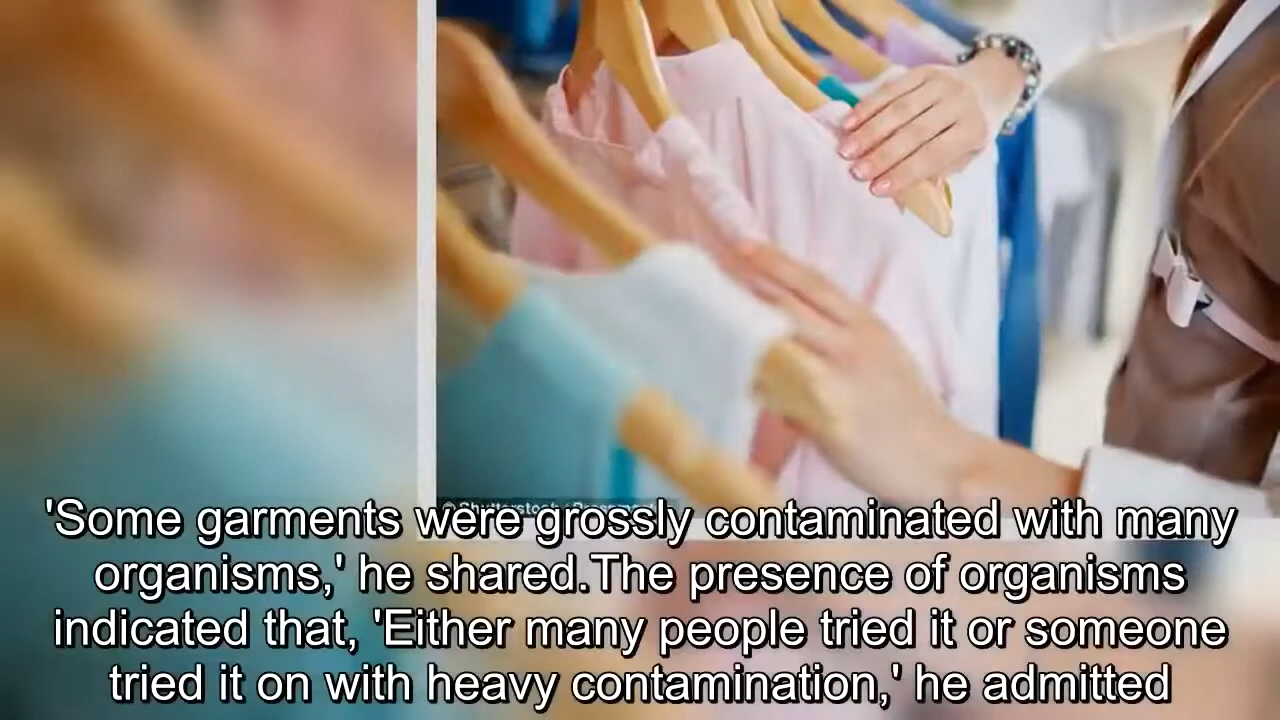 'Some garments were grossly contaminated with many
organisms,' he shared.The presence of organisms
indicated that, 'Either many people tried it or someone
tried it on with heavy contamination,' he admitted